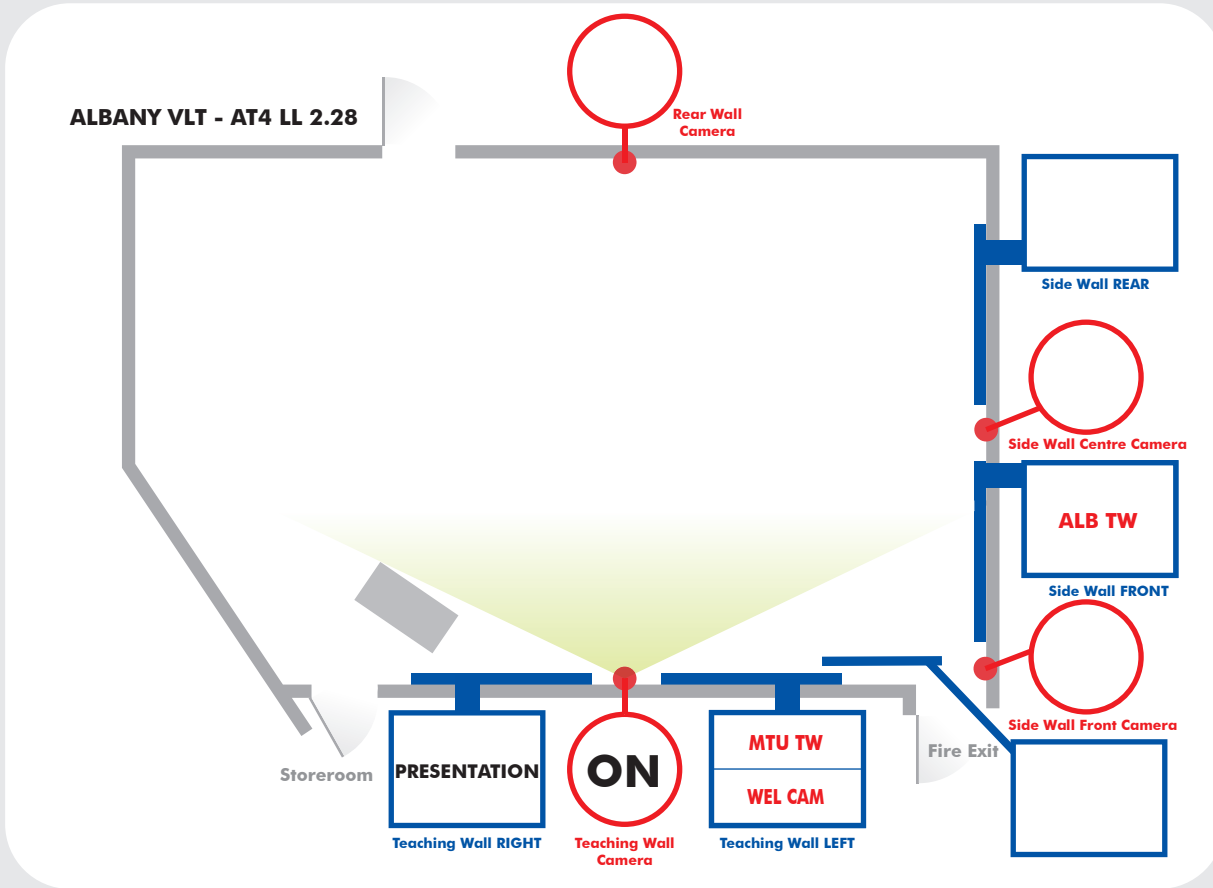 ALBANY VLT - AT4 LL 2.28
Rear Wall
Camera
Side Wall REAR
Side Wall Centre Camera
ALB TW
Side Wall FRONT
Side Wall Front Camera
Fire Exit
Storeroom
PRESENTATION
Teaching Wall RIGHT
ON
Teaching Wall
Camera
MTU TW
WEL CAM
Teaching Wall LEFT